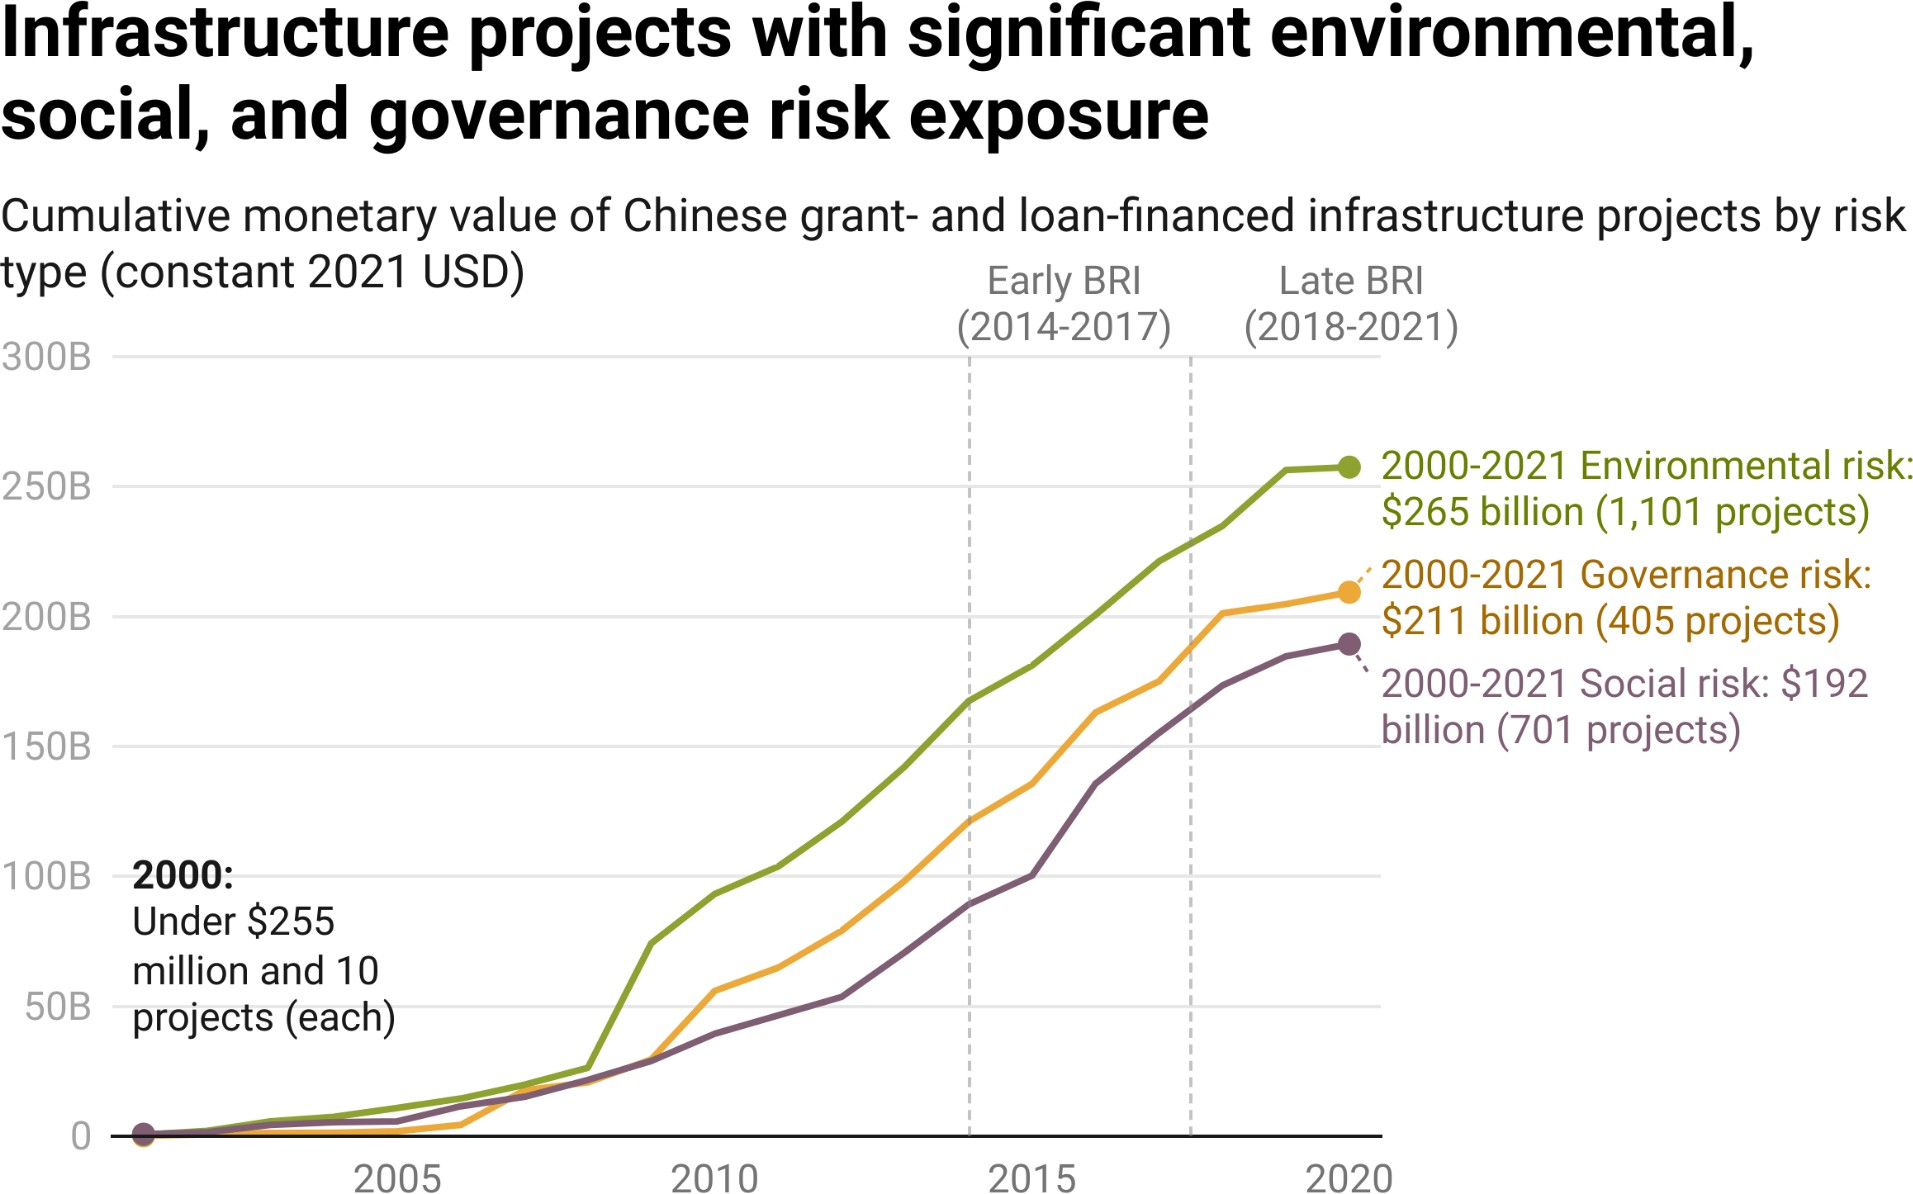 Infrastructure projects with significant environmental,
social, and governance risk exposure
Cumulative monetary value of Chinese grant- and loan-financed infrastructure projects by risk
type (constant 2021 USD)
Early BRI
(2014-2017)
Late BRI
(2018-2021)
300B
250B
200B
150B
100B
50B
0
2000-2021 Environmental risk:
$265 billion (1,101 projects)
2000-2021 Governance risk:
$211 billion (405 projects)
2000-2021 Social risk: $192
billion (701 projects)
2000:
Under $255
million and 10
projects (each)
2005
2010
2015
2020